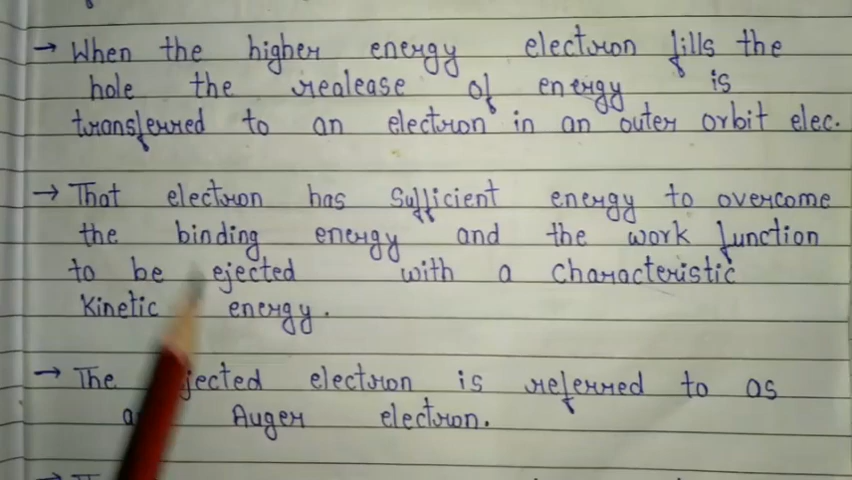 → When the higher energy electron fills the
hole the realease of energy is
transferred to an electron in an outer orbit elec.
→ That electron has sufficient energy to overcome
the binding energy and the work function
to be ejected with a characteristic
Kinetic energy.
→ The ejected electron is referred to as
Auger electron.